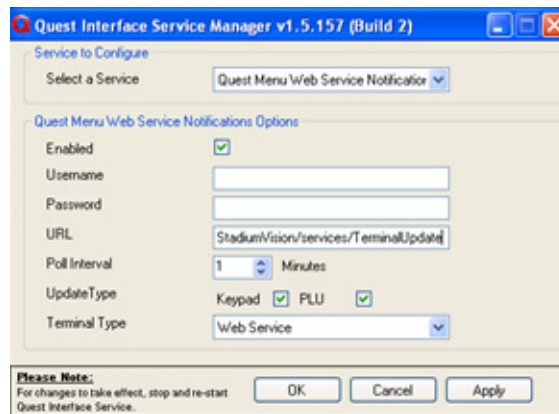 Quest Interface Service Manager v1.5.157 (Build 2)
Service to Configure
Select a Service Quest Menu Web Service Notification
Quest Menu Web Service Notifications Options
Enabled
Username
Password
URL StadiumVision/services/TerminalUpdate
Poll Interval 1 Minutes
UpdateType Keypad PLU
Terminal Type Web Service
Please Note:
For changes to take effect, stop and re-start
Quest Interface Service.
OK Cancel Apply